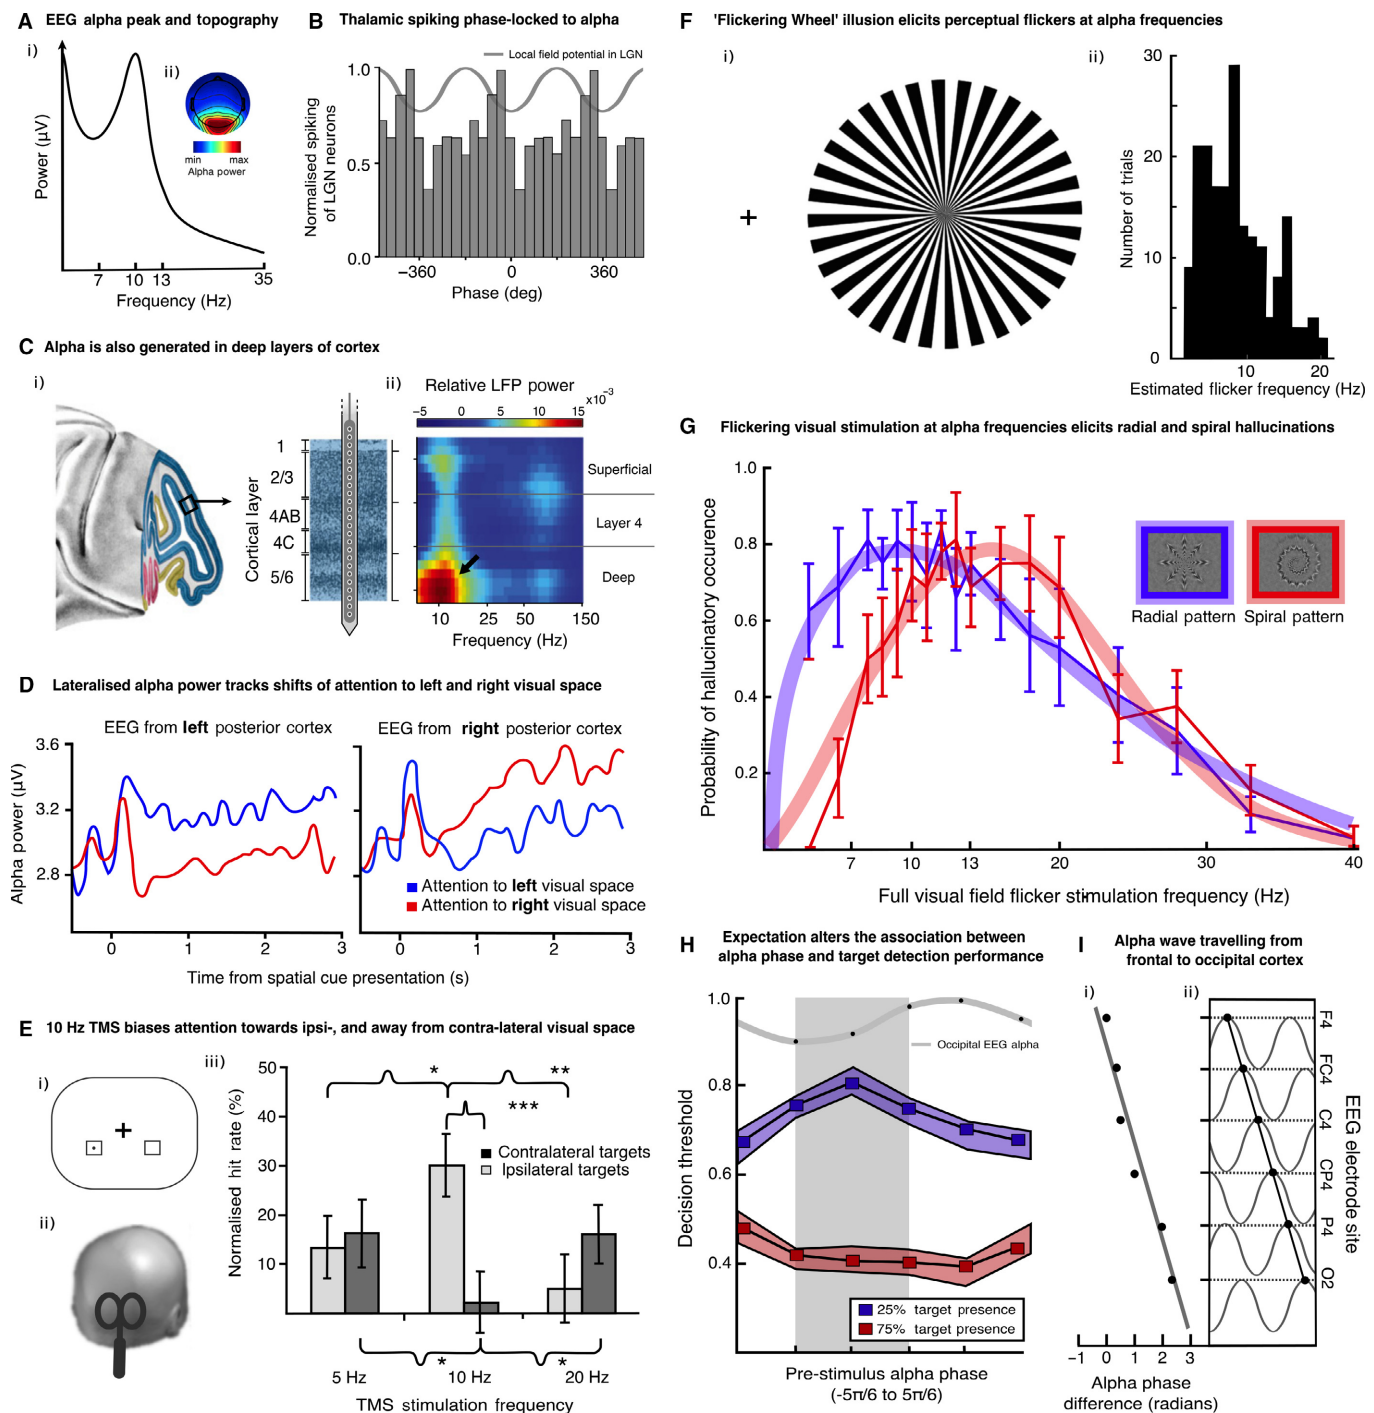 A EEG alpha peak and topography
i)
ii)
Power (µV)
min max
Alpha power
7 10 13 35
Frequency (Hz)
B Thalamic spiking phase-locked to alpha
Local field potential in LGN
Normalised spiking
of LGN neurons
1.0
0.5
0.0
−360 0 360
Phase (deg)
C Alpha is also generated in deep layers of cortex
i)
Cortical layer
1
2/3
4AB
4C
5/6
ii)
Relative LFP power
x10⁻³
−5 0 5 10 15
Superficial
Layer 4
Deep
10 25 50 150
Frequency (Hz)
D Lateralised alpha power tracks shifts of attention to left and right visual space
EEG from left posterior cortex
EEG from right posterior cortex
Alpha power (µV)
3.6
3.2
2.8
Attention to left visual space
Attention to right visual space
0 1 2 3
0 1 2 3
Time from spatial cue presentation (s)
E 10 Hz TMS biases attention towards ipsi-, and away from contra-lateral visual space
i)
ii)
iii)
Normalised hit rate (%)
50
40
30
20
10
* **
***
Contralateral targets
Ipsilateral targets
* *
5 Hz 10 Hz 20 Hz
TMS stimulation frequency
F 'Flickering Wheel' illusion elicits perceptual flickers at alpha frequencies
i)
+
ii)
Number of trials
30
20
10
0
10 20
Estimated flicker frequency (Hz)
G Flickering visual stimulation at alpha frequencies elicits radial and spiral hallucinations
Probability of hallucinatory occurence
1.0
0.8
0.6
0.4
0.2
Radial pattern Spiral pattern
7 10 13 20 30 40
Full visual field flicker stimulation frequency (Hz)
H Expectation alters the association between
alpha phase and target detection performance
Decision threshold
1.0
0.8
0.6
0.4
Occipital EEG alpha
25% target presence
75% target presence
Pre-stimulus alpha phase
(-5π/6 to 5π/6)
I Alpha wave travelling from
frontal to occipital cortex
i)
ii)
−1 0 1 2 3
Alpha phase
difference (radians)
F4
FC4
C4
CP4
P4
O2
EEG electrode site